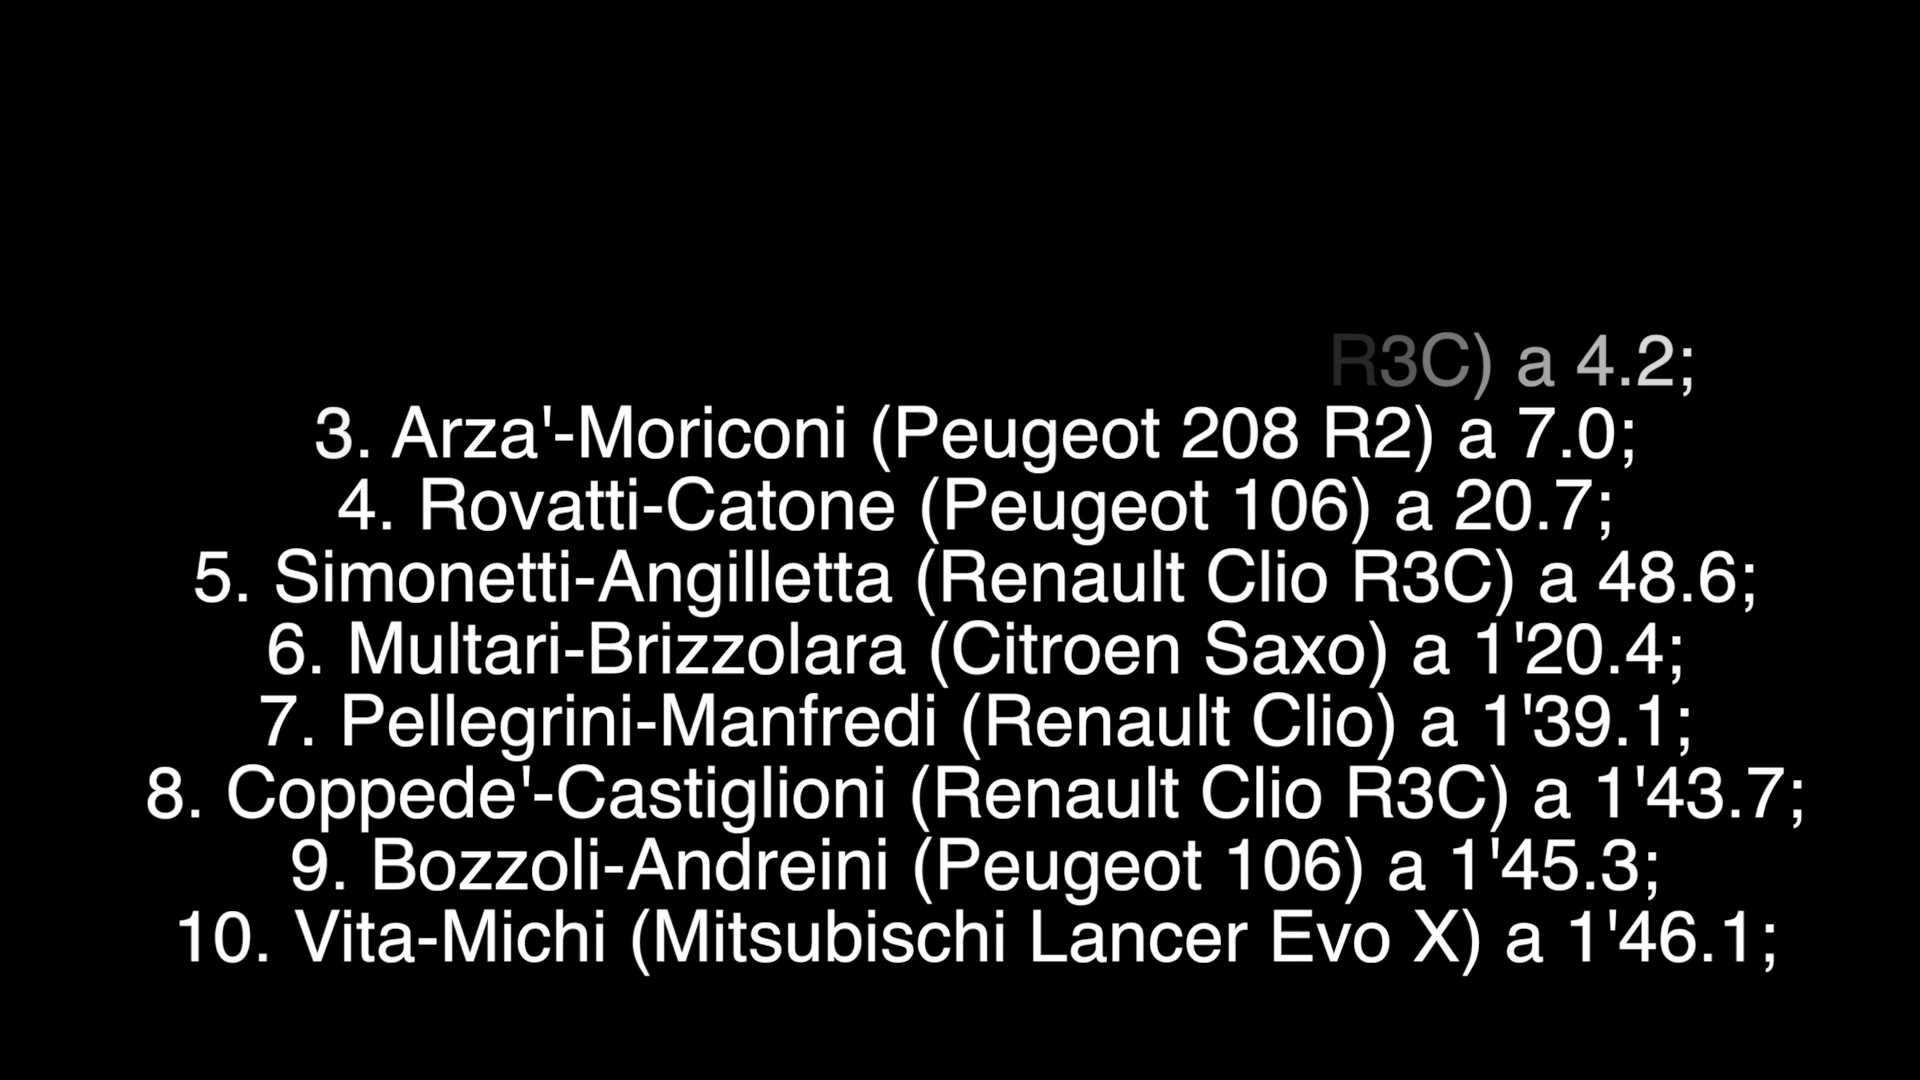 R3C) a 4.2;
3. Arza'-Moriconi (Peugeot 208 R2) a 7.0;
4. Rovatti-Catone (Peugeot 106) a 20.7;
5. Simonetti-Angilletta (Renault Clio R3C) a 48.6;
6. Multari-Brizzolara (Citroen Saxo) a 1'20.4;
7. Pellegrini-Manfredi (Renault Clio) a 1'39.1;
8. Coppede'-Castiglioni (Renault Clio R3C) a 1'43.7;
9. Bozzoli-Andreini (Peugeot 106) a 1'45.3;
10. Vita-Michi (Mitsubischi Lancer Evo X) a 1'46.1;